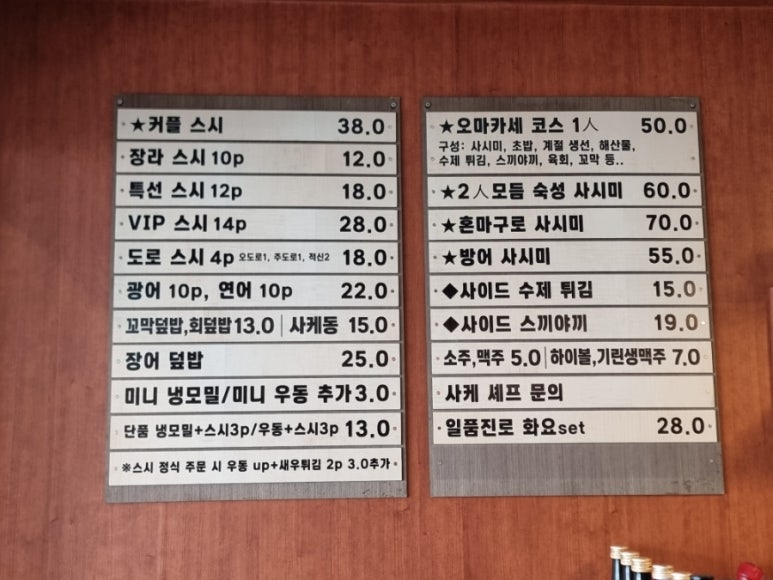 ★커플 스시 38.0
장라 스시 10p 12.0
특선 스시 12p 18.0
VIP 스시 14p 28.0
도로 스시 4p 오도로1, 주도로1, 적신2 18.0
광어 10p, 연어 10p 22.0
꼬막덮밥,회덮밥 13.0 | 사케동 15.0
장어 덮밥 25.0
미니 냉모밀/미니 우동 추가 3.0
단품 냉모밀+스시3p/우동+스시3p 13.0
※스시 정식 주문 시 우동 up+새우튀김 2p 3.0추가
★오마카세 코스 1人 50.0
구성: 사시미, 초밥, 계절 생선, 해산물,
수제 튀김, 스끼야끼, 육회, 꼬막 등..
★2人모듬 숙성 사시미 60.0
★혼마구로 사시미 70.0
★방어 사시미 55.0
◆사이드 수제 튀김 15.0
◆사이드 스끼야끼 19.0
소주,맥주 5.0 | 하이볼,기린생맥주 7.0
사케 셰프 문의
일품진로 화요set 28.0